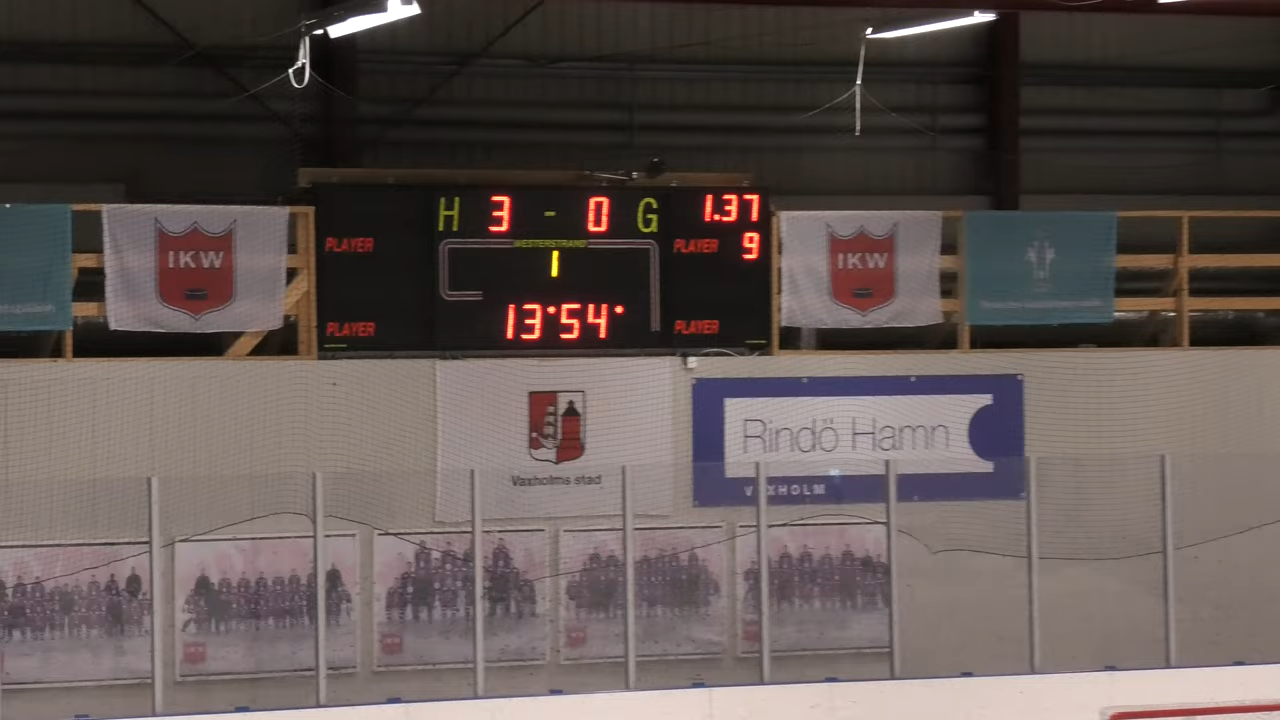 H 3 - 0 G 1.37
PLAYER WESTERSTRAND PLAYER 9
1
13:54
PLAYER PLAYER
IKW
IKW
Vaxholms stad
Rindö Hamn
VAXHOLM